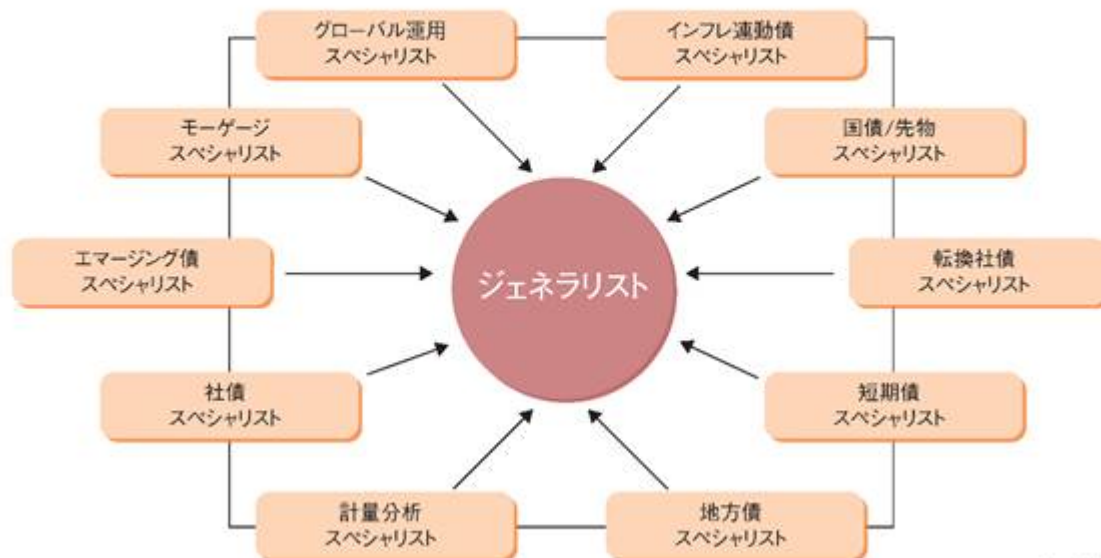 グローバル運用
スペシャリスト
インフレ連動債
スペシャリスト
モーゲージ
スペシャリスト
国債/先物
スペシャリスト
エマージング債
スペシャリスト
ジェネラリスト
転換社債
スペシャリスト
社債
スペシャリスト
短期債
スペシャリスト
計量分析
スペシャリスト
地方債
スペシャリスト